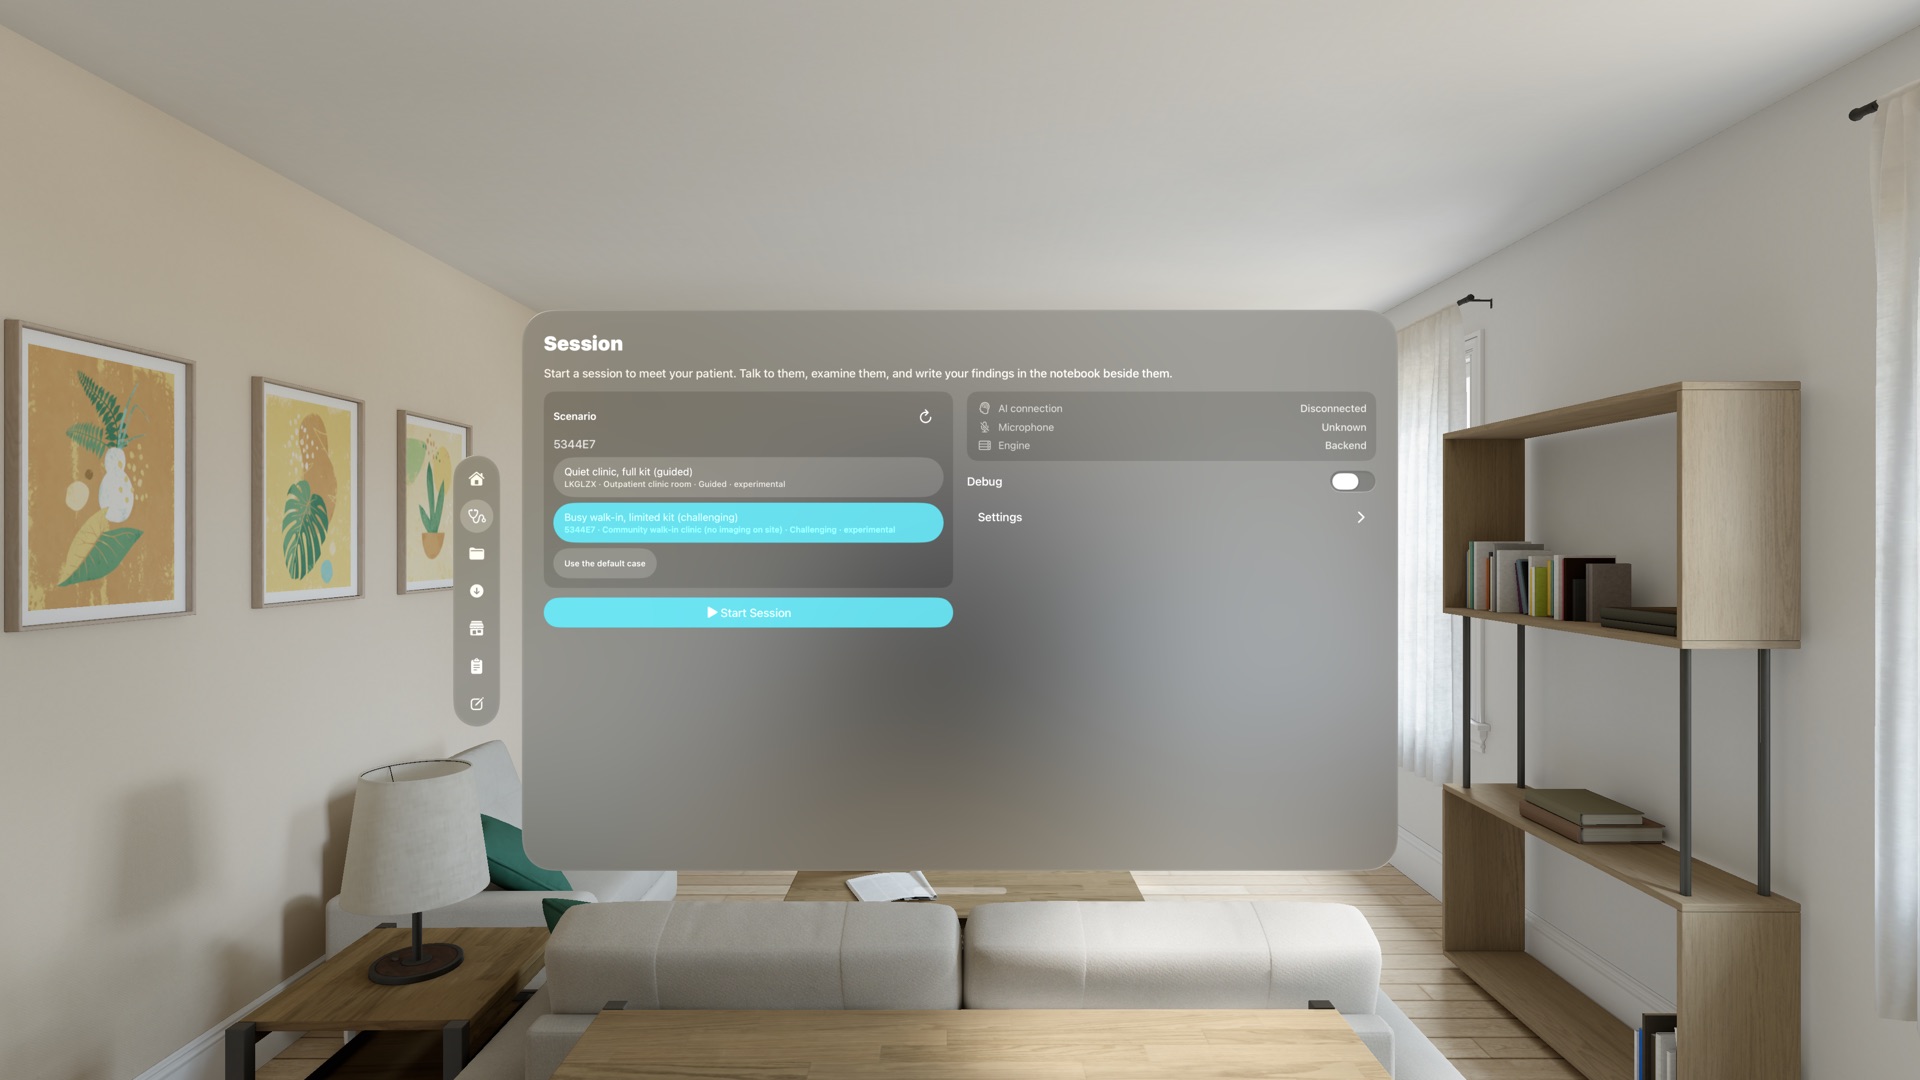 Session
Start a session to meet your patient. Talk to them, examine them, and write your findings in the notebook beside them.
Scenario
5344E7
Quiet clinic, full kit (guided)
LKGLZX · Outpatient clinic room · Guided · experimental
Busy walk-in, limited kit (challenging)
5344E7 · Community walk-in clinic (no imaging on site) · Challenging · experimental
Use the default case
Start Session
AI connection Disconnected
Microphone Unknown
Engine Backend
Debug
Settings